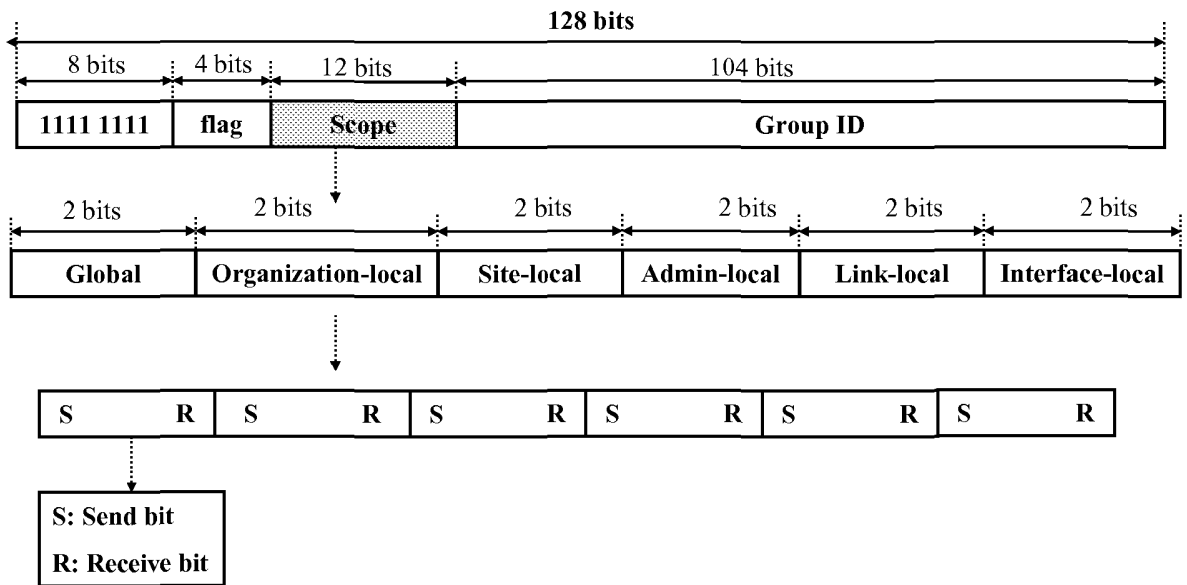 128 bits
8 bits 4 bits 12 bits 104 bits
1111 1111 flag Scope Group ID
2 bits 2 bits 2 bits 2 bits 2 bits 2 bits
Global Organization-local Site-local Admin-local Link-local Interface-local
S R S R S R S R S R S R
S: Send bit
R: Receive bit